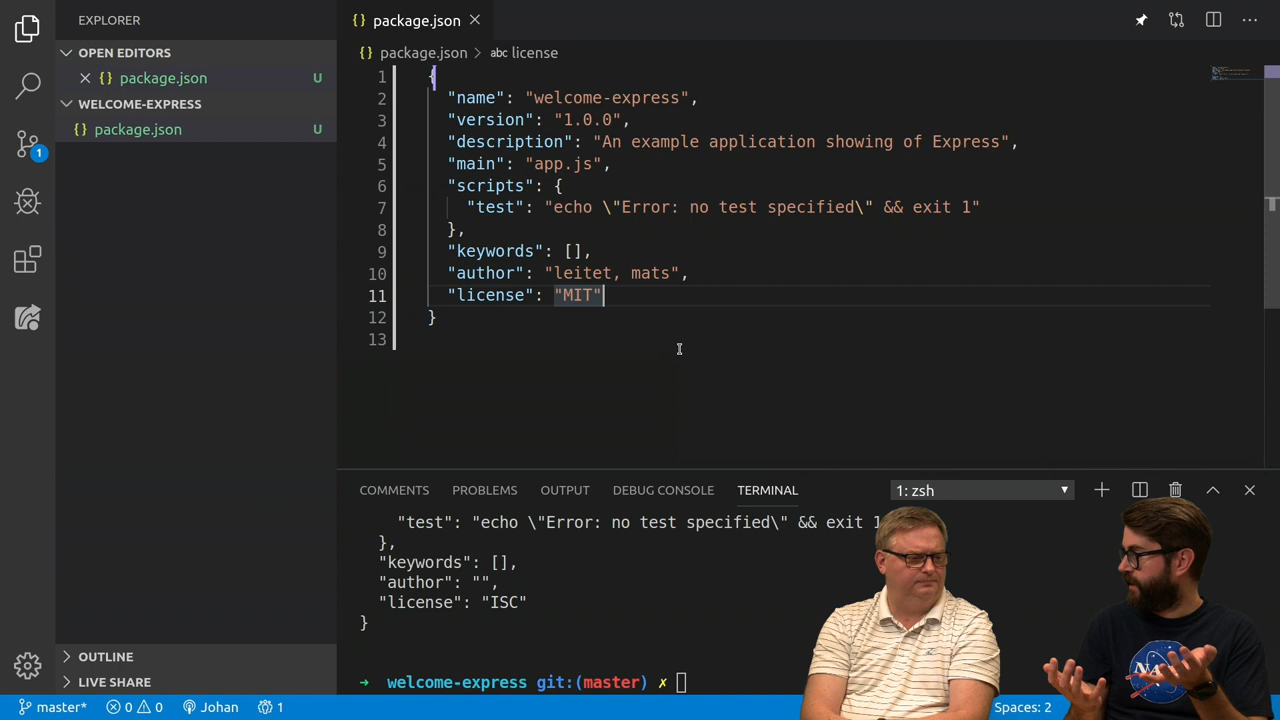 EXPLORER
OPEN EDITORS
{} package.json U
WELCOME-EXPRESS
{} package.json U
1
OUTLINE
LIVE SHARE
{} package.json
{} package.json > abc license
1 {
2 "name": "welcome-express",
3 "version": "1.0.0",
4 "description": "An example application showing of Express",
5 "main": "app.js",
6 "scripts": {
7 "test": "echo \"Error: no test specified\" && exit 1"
8 },
9 "keywords": [],
10 "author": "leitet, mats",
11 "license": "MIT"
12 }
13
COMMENTS PROBLEMS OUTPUT DEBUG CONSOLE TERMINAL 1: zsh
"test": "echo \"Error: no test specified\" && exit 1
},
"keywords": [],
"author": "",
"license": "ISC"
}
→ welcome-express git:(master) ✗
NA
master* 0 0 Johan 1 Spaces: 2